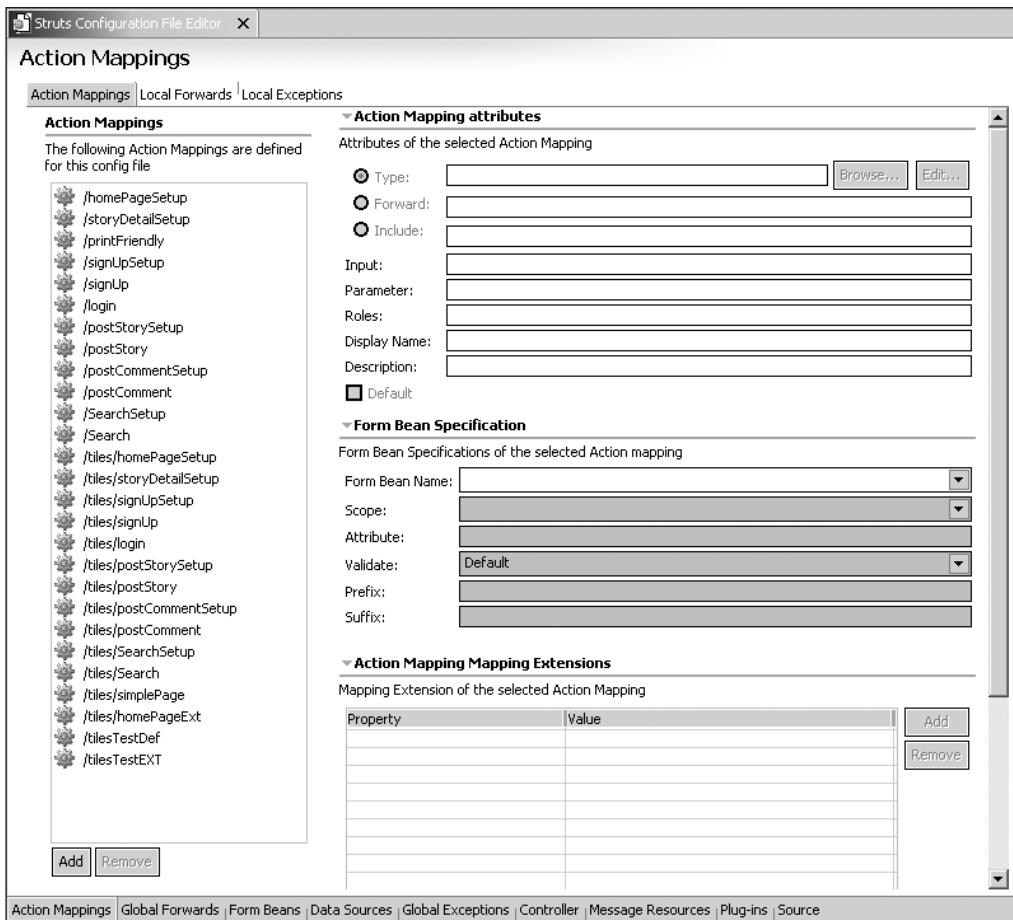 Struts Configuration File Editor X
Action Mappings
Action Mappings Local Forwards Local Exceptions
Action Mappings
The following Action Mappings are defined
for this config file
/homePageSetup
/storyDetailSetup
/printFriendly
/signUpSetup
/signUp
/login
/postStorySetup
/postStory
/postCommentSetup
/postComment
/SearchSetup
/Search
/tiles/homePageSetup
/tiles/storyDetailSetup
/tiles/signUpSetup
/tiles/signUp
/tiles/login
/tiles/postStorySetup
/tiles/postStory
/tiles/postCommentSetup
/tiles/postComment
/tiles/SearchSetup
/tiles/Search
/tiles/simplePage
/tiles/homePageExt
/tilesTestDef
/tilesTestEXT
Add Remove
Action Mapping attributes
Attributes of the selected Action Mapping
Type: Browse... Edit...
Forward:
Include:
Input:
Parameter:
Roles:
Display Name:
Description:
Default
Form Bean Specification
Form Bean Specifications of the selected Action mapping
Form Bean Name:
Scope:
Attribute:
Validate: Default
Prefix:
Suffix:
Action Mapping Mapping Extensions
Mapping Extension of the selected Action Mapping
Property Value Add
Remove
Action Mappings Global Forwards Form Beans Data Sources Global Exceptions Controller Message Resources Plug-ins Source